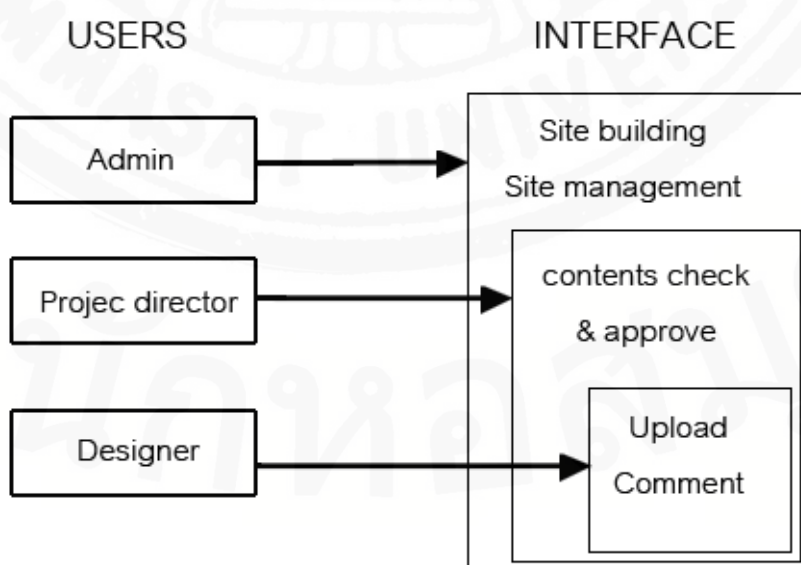 USERS
INTERFACE
Admin
Site building
Site management
Projec director
contents check
& approve
Designer
Upload
Comment